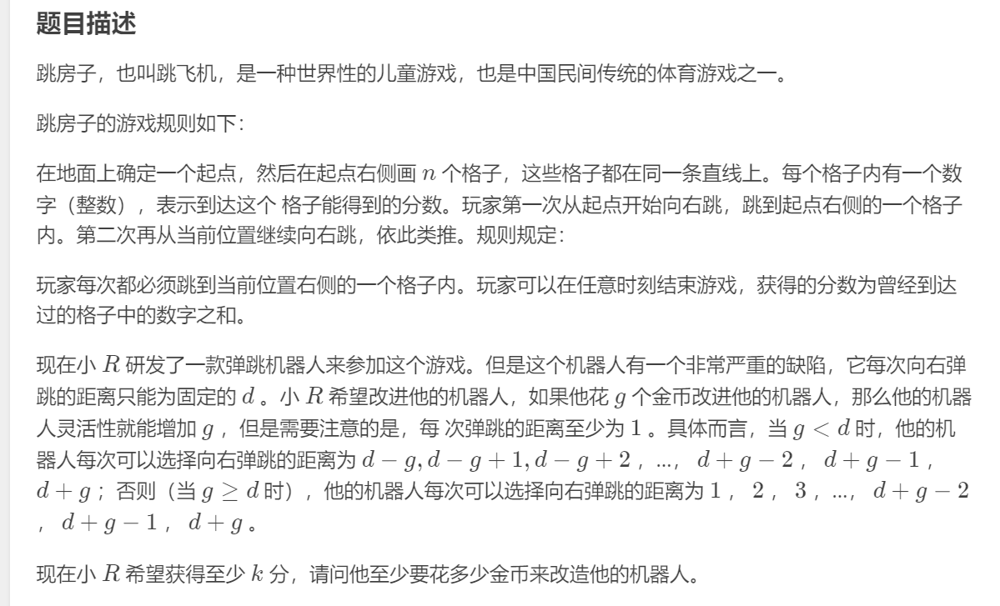 题目描述
跳房子，也叫跳飞机，是一种世界性的儿童游戏，也是中国民间传统的体育游戏之一。
跳房子的游戏规则如下：
在地面上确定一个起点，然后在起点右侧画 n 个格子，这些格子都在同一条直线上。每个格子内有一个数
字（整数），表示到达这个 格子能得到的分数。玩家第一次从起点开始向右跳，跳到起点右侧的一个格子
内。第二次再从当前位置继续向右跳，依此类推。规则规定：
玩家每次都必须跳到当前位置右侧的一个格子内。玩家可以在任意时刻结束游戏，获得的分数为曾经到达
过的格子中的数字之和。
现在小 R 研发了一款弹跳机器人来参加这个游戏。但是这个机器人有一个非常严重的缺陷，它每次向右弹
跳的距离只能为固定的 d 。小 R 希望改进他的机器人，如果他花 g 个金币改进他的机器人，那么他的机器
人灵活性就能增加 g ，但是需要注意的是，每 次弹跳的距离至少为 1 。具体而言，当 g < d 时，他的机
器人每次可以选择向右弹跳的距离为 d − g, d − g + 1, d − g + 2 ，...， d + g − 2 ， d + g − 1 ，
d + g ；否则（当 g ≥ d 时），他的机器人每次可以选择向右弹跳的距离为 1 ， 2 ， 3 ，...， d + g − 2
， d + g − 1 ， d + g 。
现在小 R 希望获得至少 k 分，请问他至少要花多少金币来改造他的机器人。